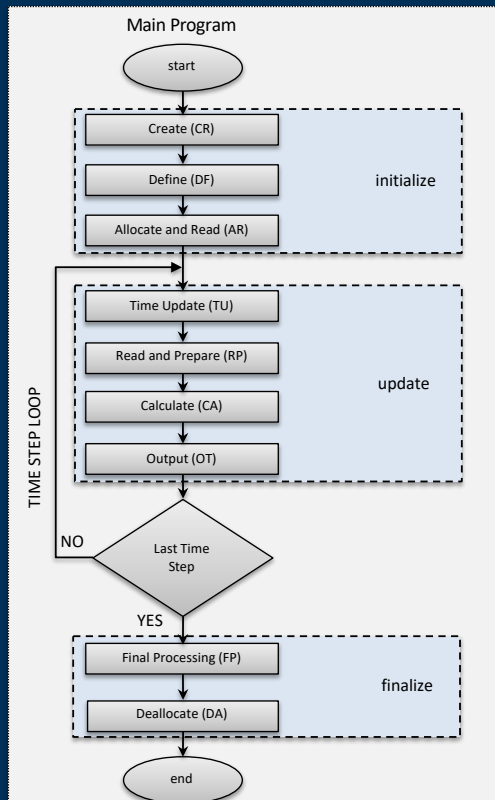 Main Program
start
Create (CR)
Define (DF)
initialize
Allocate and Read (AR)
Time Update (TU)
Read and Prepare (RP)
update
Calculate (CA)
Output (OT)
TIME STEP LOOP
NO
Last Time
Step
YES
Final Processing (FP)
finalize
Deallocate (DA)
end